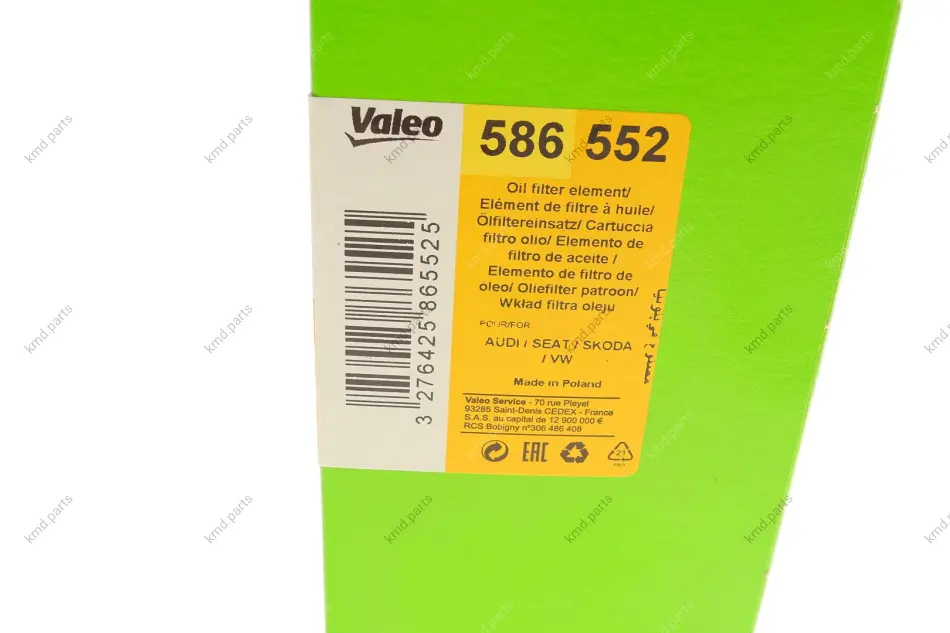 Valeo
586 552
Oil filter element/
Elément de filtre à huile/
Ölfiltereinsatz/ Cartuccia
filtro olio/ Elemento de
filtro de aceite /
Elemento de filtro de
óleo/ Oliefilter patroon/
Wkład filtra oleju
POUR/FOR
AUDI / SEAT / SKODA
/ VW
Made in Poland
Valeo Service - 70 rue Pleyel
93285 Saint-Denis CEDEX - France
S.A.S. au capital de 12 900 000 €
RCS Bobigny n°306 486 408
EAC
21
PAP
3 276425 865525
kmd.parts